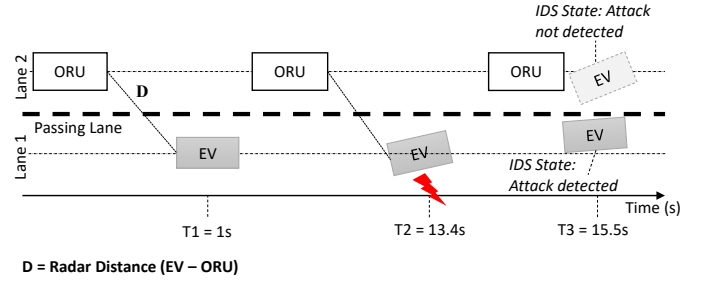 IDS State: Attack
not detected
Lane 2
ORU
ORU
ORU
EV
D
Passing Lane
Lane 1
EV
EV
EV
IDS State:
Attack detected
Time (s)
T1 = 1s
T2 = 13.4s
T3 = 15.5s
D = Radar Distance (EV – ORU)